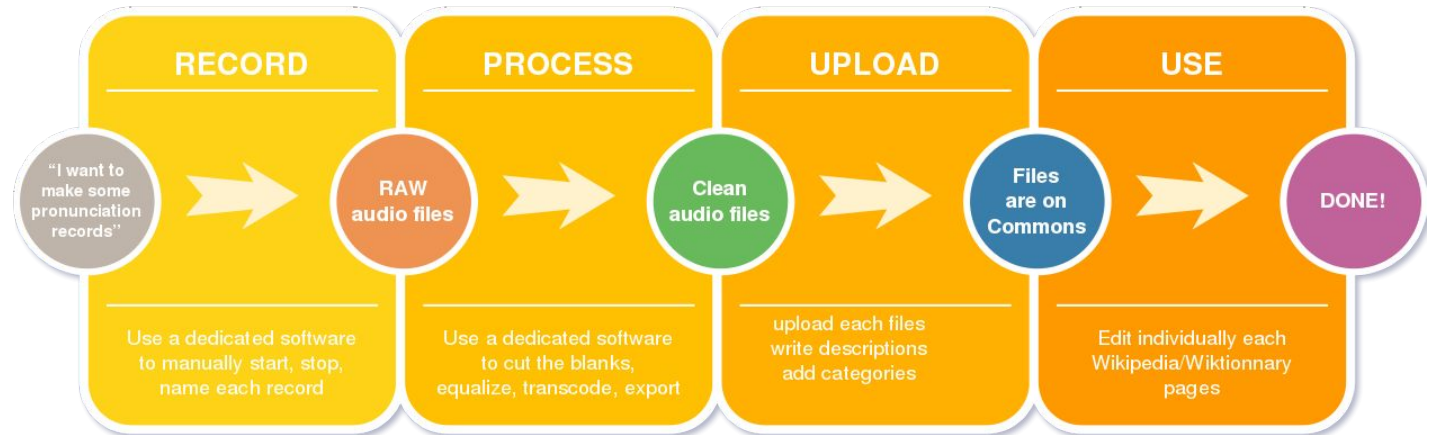 RECORD
PROCESS
UPLOAD
USE
“I want to
make some
pronunciation
records”
RAW
audio files
Clean
audio files
Files
are on
Commons
DONE!
Use a dedicated software
to manually start, stop,
name each record
Use a dedicated software
to cut the blanks,
equalize, transcode, export
upload each files
write descriptions
add categories
Edit individually each
Wikipedia/Wiktionnary
pages